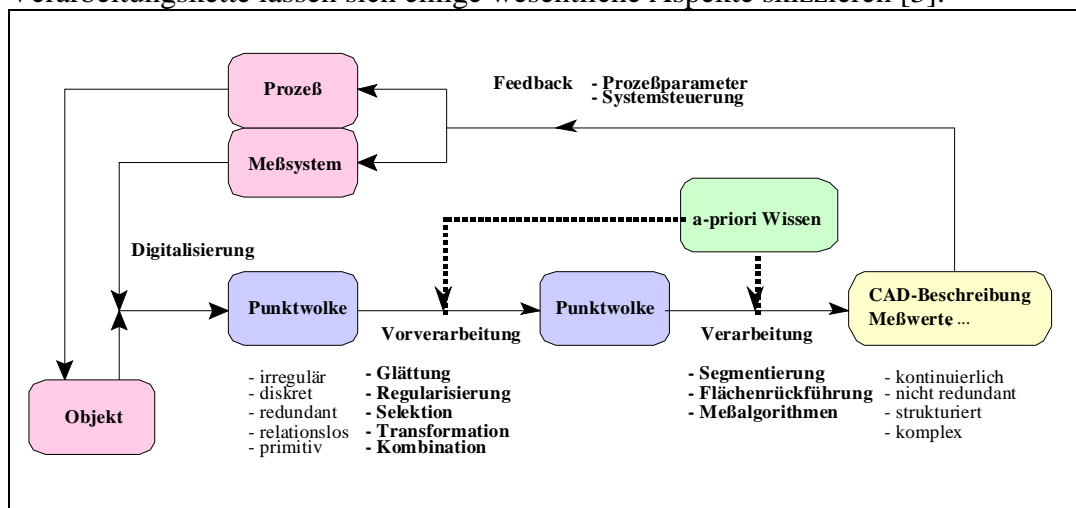 Verarbeitungskette lassen sich einige wesentliche Aspekte skizzieren [3]:
Feedback - Prozeßparameter
- Systemsteuerung
Prozeß
Meßsystem
a-priori Wissen
Digitalisierung
Punktwolke
Punktwolke
CAD-Beschreibung
Meßwerte, ...
Vorverarbeitung
Verarbeitung
- irregulär
- diskret
- redundant
- relationslos
- primitiv
- Glättung
- Regularisierung
- Selektion
- Transformation
- Kombination
- Segmentierung
- Flächenrückführung
- Meßalgorithmen
- kontinuierlich
- nicht redundant
- strukturiert
- komplex
Objekt